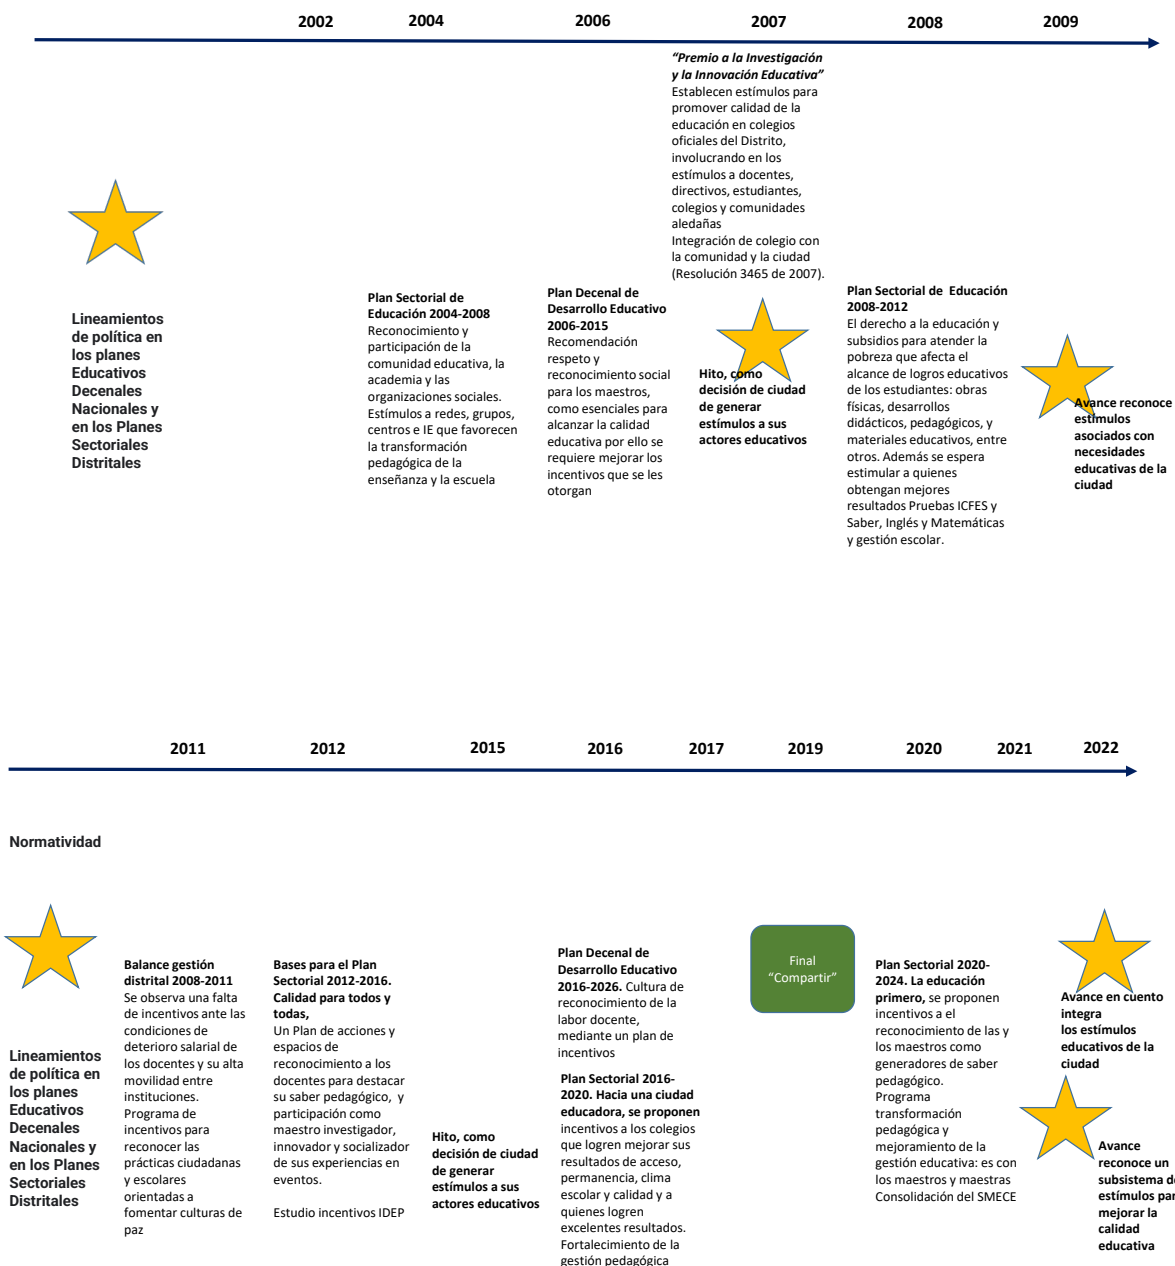 2002
2004
2006
2007
2008
2009
“Premio a la Investigación
y la Innovación Educativa”
Establecen estímulos para
promover calidad de la
educación en colegios
oficiales del Distrito,
involucrando en los
estímulos a docentes,
directivos, estudiantes,
colegios y comunidades
aledañas
Integración de colegio con
la comunidad y la ciudad
(Resolución 3465 de 2007).
Lineamientos
de política en
los planes
Educativos
Decenales
Nacionales y
en los Planes
Sectoriales
Distritales
Plan Sectorial de
Educación 2004-2008
Reconocimiento y
participación de la
comunidad educativa, la
academia y las
organizaciones sociales.
Estímulos a redes, grupos,
centros e IE que favorecen
la transformación
pedagógica de la
enseñanza y la escuela
Plan Decenal de
Desarrollo Educativo
2006-2015
Recomendación
respeto y
reconocimiento social
para los maestros,
como esenciales para
alcanzar la calidad
educativa por ello se
requiere mejorar los
incentivos que se les
otorgan
Hito, como
decisión de ciudad
de generar
estímulos a sus
actores educativos
Plan Sectorial de Educación
2008-2012
El derecho a la educación y
subsidios para atender la
pobreza que afecta el
alcance de logros educativos
de los estudiantes: obras
físicas, desarrollos
didácticos, pedagógicos, y
materiales educativos, entre
otros. Además se espera
estimular a quienes
obtengan mejores
resultados Pruebas ICFES y
Saber, Inglés y Matemáticas
y gestión escolar.
Avance reconoce
estímulos
asociados con
necesidades
educativas de la
ciudad
2011
2012
2015
2016
2017
2019
2020
2021
2022
Normatividad
Lineamientos
de política en
los planes
Educativos
Decenales
Nacionales y
en los Planes
Sectoriales
Distritales
Balance gestión
distrital 2008-2011
Se observa una falta
de incentivos ante las
condiciones de
deterioro salarial de
los docentes y su alta
movilidad entre
instituciones.
Programa de
incentivos para
reconocer las
prácticas ciudadanas
y escolares
orientadas a
fomentar culturas de
paz
Bases para el Plan
Sectorial 2012-2016.
Calidad para todos y
todas,
Un Plan de acciones y
espacios de
reconocimiento a los
docentes para destacar
su saber pedagógico, y
participación como
maestro investigador,
innovador y socializador
de sus experiencias en
eventos.
Estudio incentivos IDEP
Hito, como
decisión de ciudad
de generar
estímulos a sus
actores educativos
Plan Decenal de
Desarrollo Educativo
2016-2026. Cultura de
reconocimiento de la
labor docente,
mediante un plan de
incentivos
Plan Sectorial 2016-
2020. Hacia una ciudad
educadora, se proponen
incentivos a los colegios
que logren mejorar sus
resultados de acceso,
permanencia, clima
escolar y calidad y a
quienes logren
excelentes resultados.
Fortalecimiento de la
gestión pedagógica
Final
“Compartir”
Plan Sectorial 2020-
2024. La educación
primero, se proponen
incentivos a el
reconocimiento de las y
los maestros como
generadores de saber
pedagógico.
Programa
transformación
pedagógica y
mejoramiento de la
gestión educativa: es con
los maestros y maestras
Consolidación del SMECE
Avance en cuento
integra
los estímulos
educativos de la
ciudad
Avance
reconoce un
subsistema de
estímulos par
mejorar la
calidad
educativa